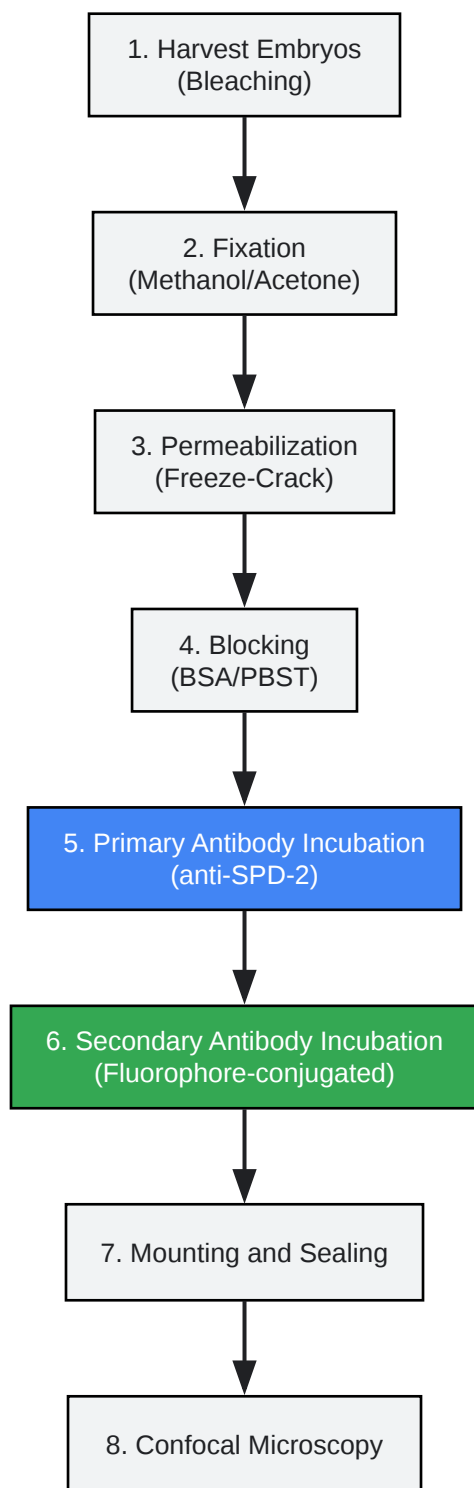 1. Harvest Embryos
(Bleaching)
2. Fixation
(Methanol/Acetone)
3. Permeabilization
(Freeze-Crack)
4. Blocking
(BSA/PBST)
5. Primary Antibody Incubation
(anti-SPD-2)
6. Secondary Antibody Incubation
(Fluorophore-conjugated)
7. Mounting and Sealing
8. Confocal Microscopy